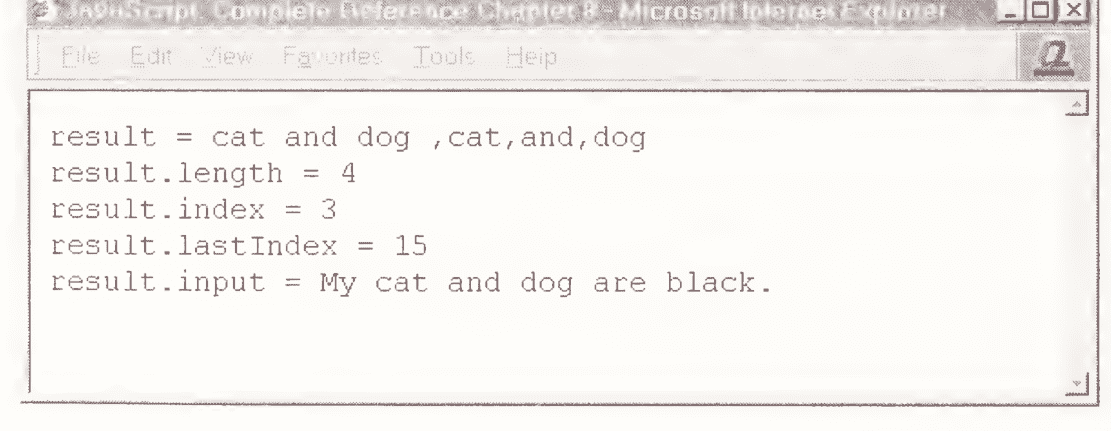 JavaScript: Complete Reference Chapter 8 - Microsoft Internet Explorer
File Edit View Favorites Tools Help
result = cat and dog ,cat,and,dog
result.length = 4
result.index = 3
result.lastIndex = 15
result.input = My cat and dog are black.